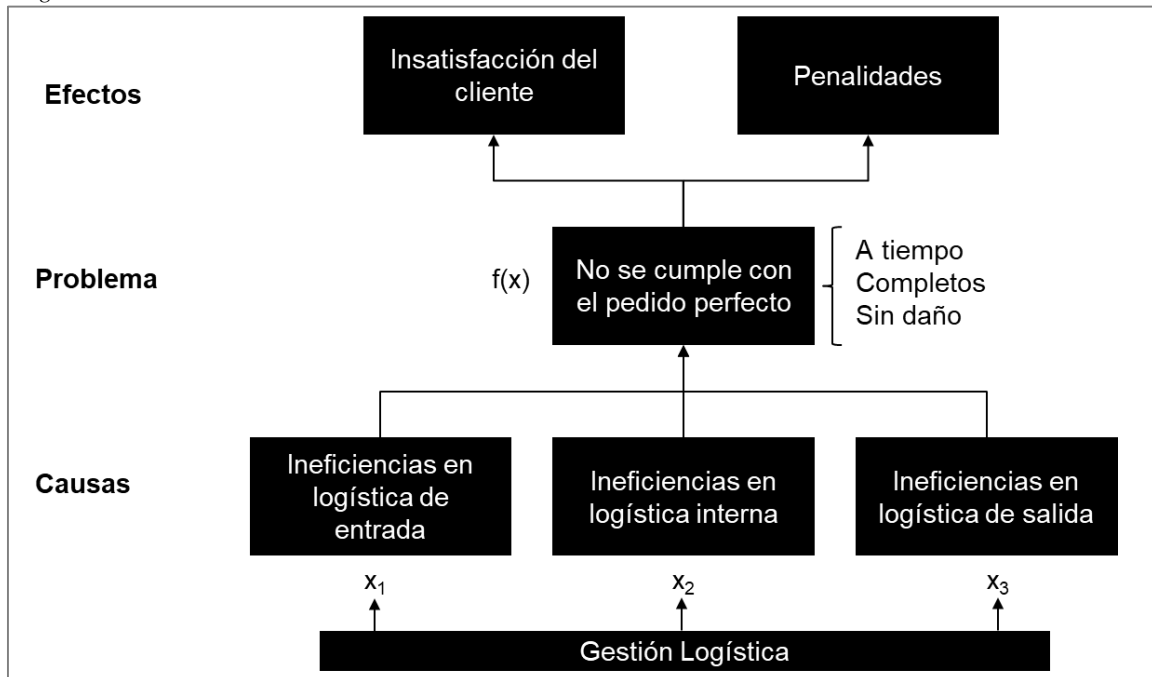 Insatisfacción del
cliente
Penalidades
Efectos
Problema
f(x)
No se cumple con
el pedido perfecto
A tiempo
Completos
Sin daño
Causas
Ineficiencias en
logística de
entrada
Ineficiencias en
logística interna
Ineficiencias en
logística de salida
x₁
x₂
x₃
Gestión Logística